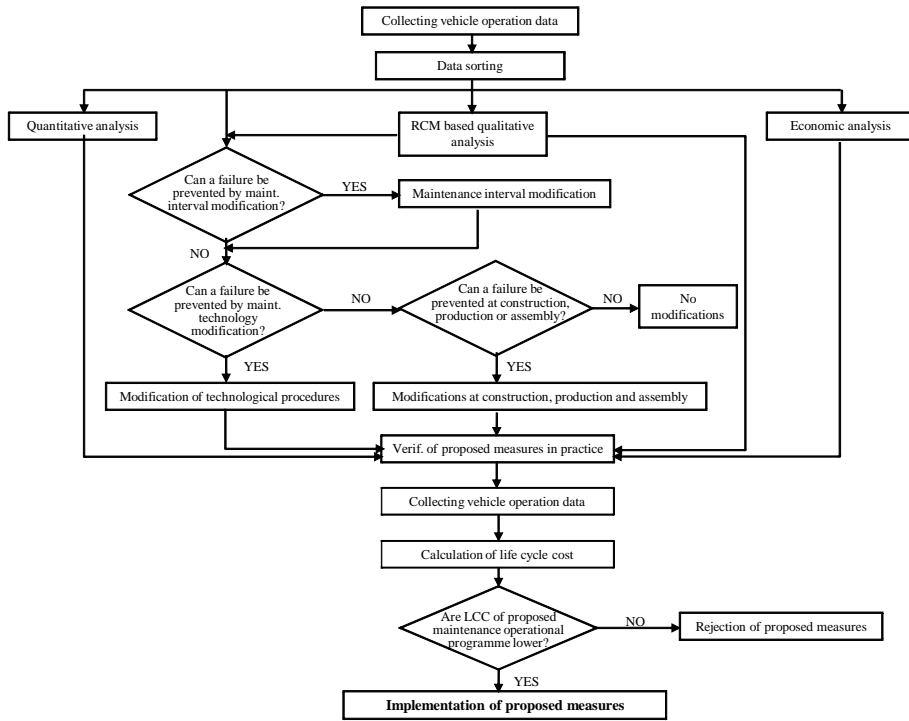 Collecting vehicle operation data
Data sorting
Quantitative analysis
RCM based qualitative
analysis
Economic analysis
Can a failure be
prevented by maint.
interval modification?
YES
Maintenance interval modification
NO
Can a failure be
prevented by maint.
technology
modification?
NO
Can a failure be
prevented at construction,
production or assembly?
NO
No
modifications
YES
YES
Modification of technological procedures
Modifications at construction, production and assembly
Verif. of proposed measures in practice
Collecting vehicle operation data
Calculation of life cycle cost
Are LCC of proposed
maintenance operational
programme lower?
NO
Rejection of proposed measures
YES
Implementation of proposed measures